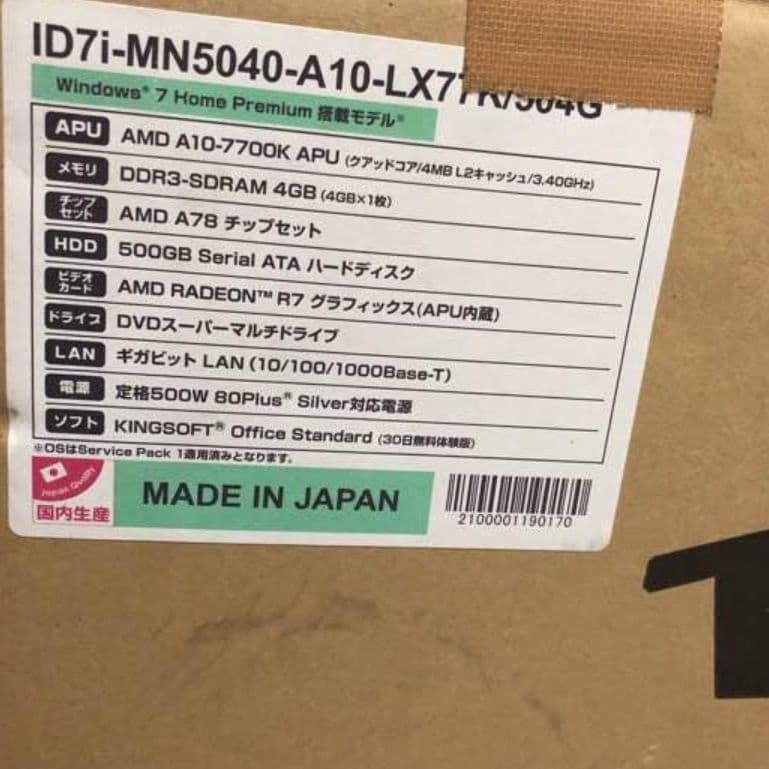 ID7i-MN5040-A10-LX77K/504G
Windows® 7 Home Premium 搭載モデル※
APU AMD A10-7700K APU (クアッドコア/4MB L2キャッシュ/3.40GHz)
メモリ DDR3-SDRAM 4GB (4GB×1枚)
チップセット AMD A78 チップセット
HDD 500GB Serial ATA ハードディスク
ビデオカード AMD RADEON™ R7 グラフィックス(APU内蔵)
ドライブ DVDスーパーマルチドライブ
LAN ギガビット LAN (10/100/1000Base-T)
電源 定格500W 80Plus® Silver対応電源
ソフト KINGSOFT® Office Standard (30日無料体験版)
※OSはService Pack 1適用済みとなります。
Japan Quality
国内生産
MADE IN JAPAN
2100001190170